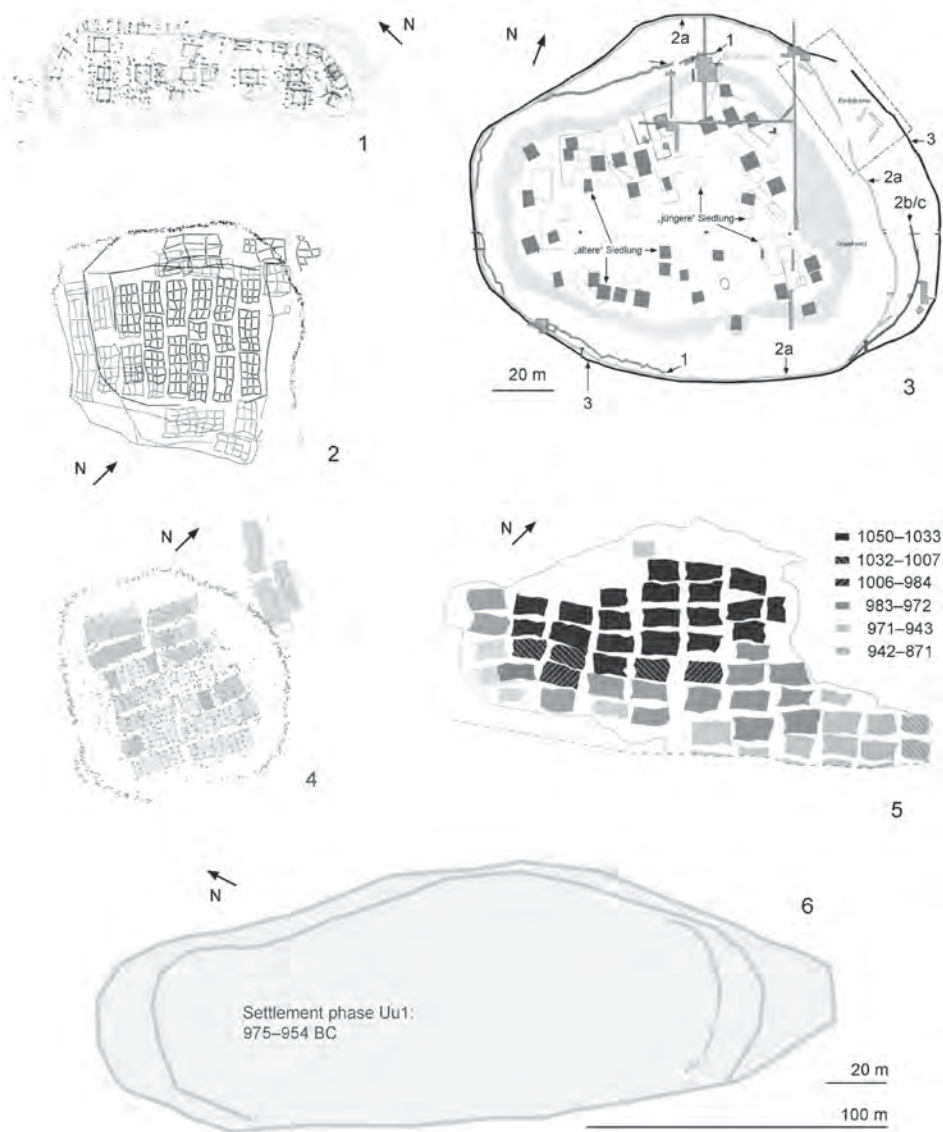 N
1
N
2a
1
3
2a
2b/c
„jüngere“ Siedlung
„ältere“ Siedlung
1
2a
20 m
3
3
N
2
N
4
N
1050–1033
1032–1007
1006–984
983–972
971–943
942–871
5
N
6
Settlement phase Uu1:
975–954 BC
20 m
100 m